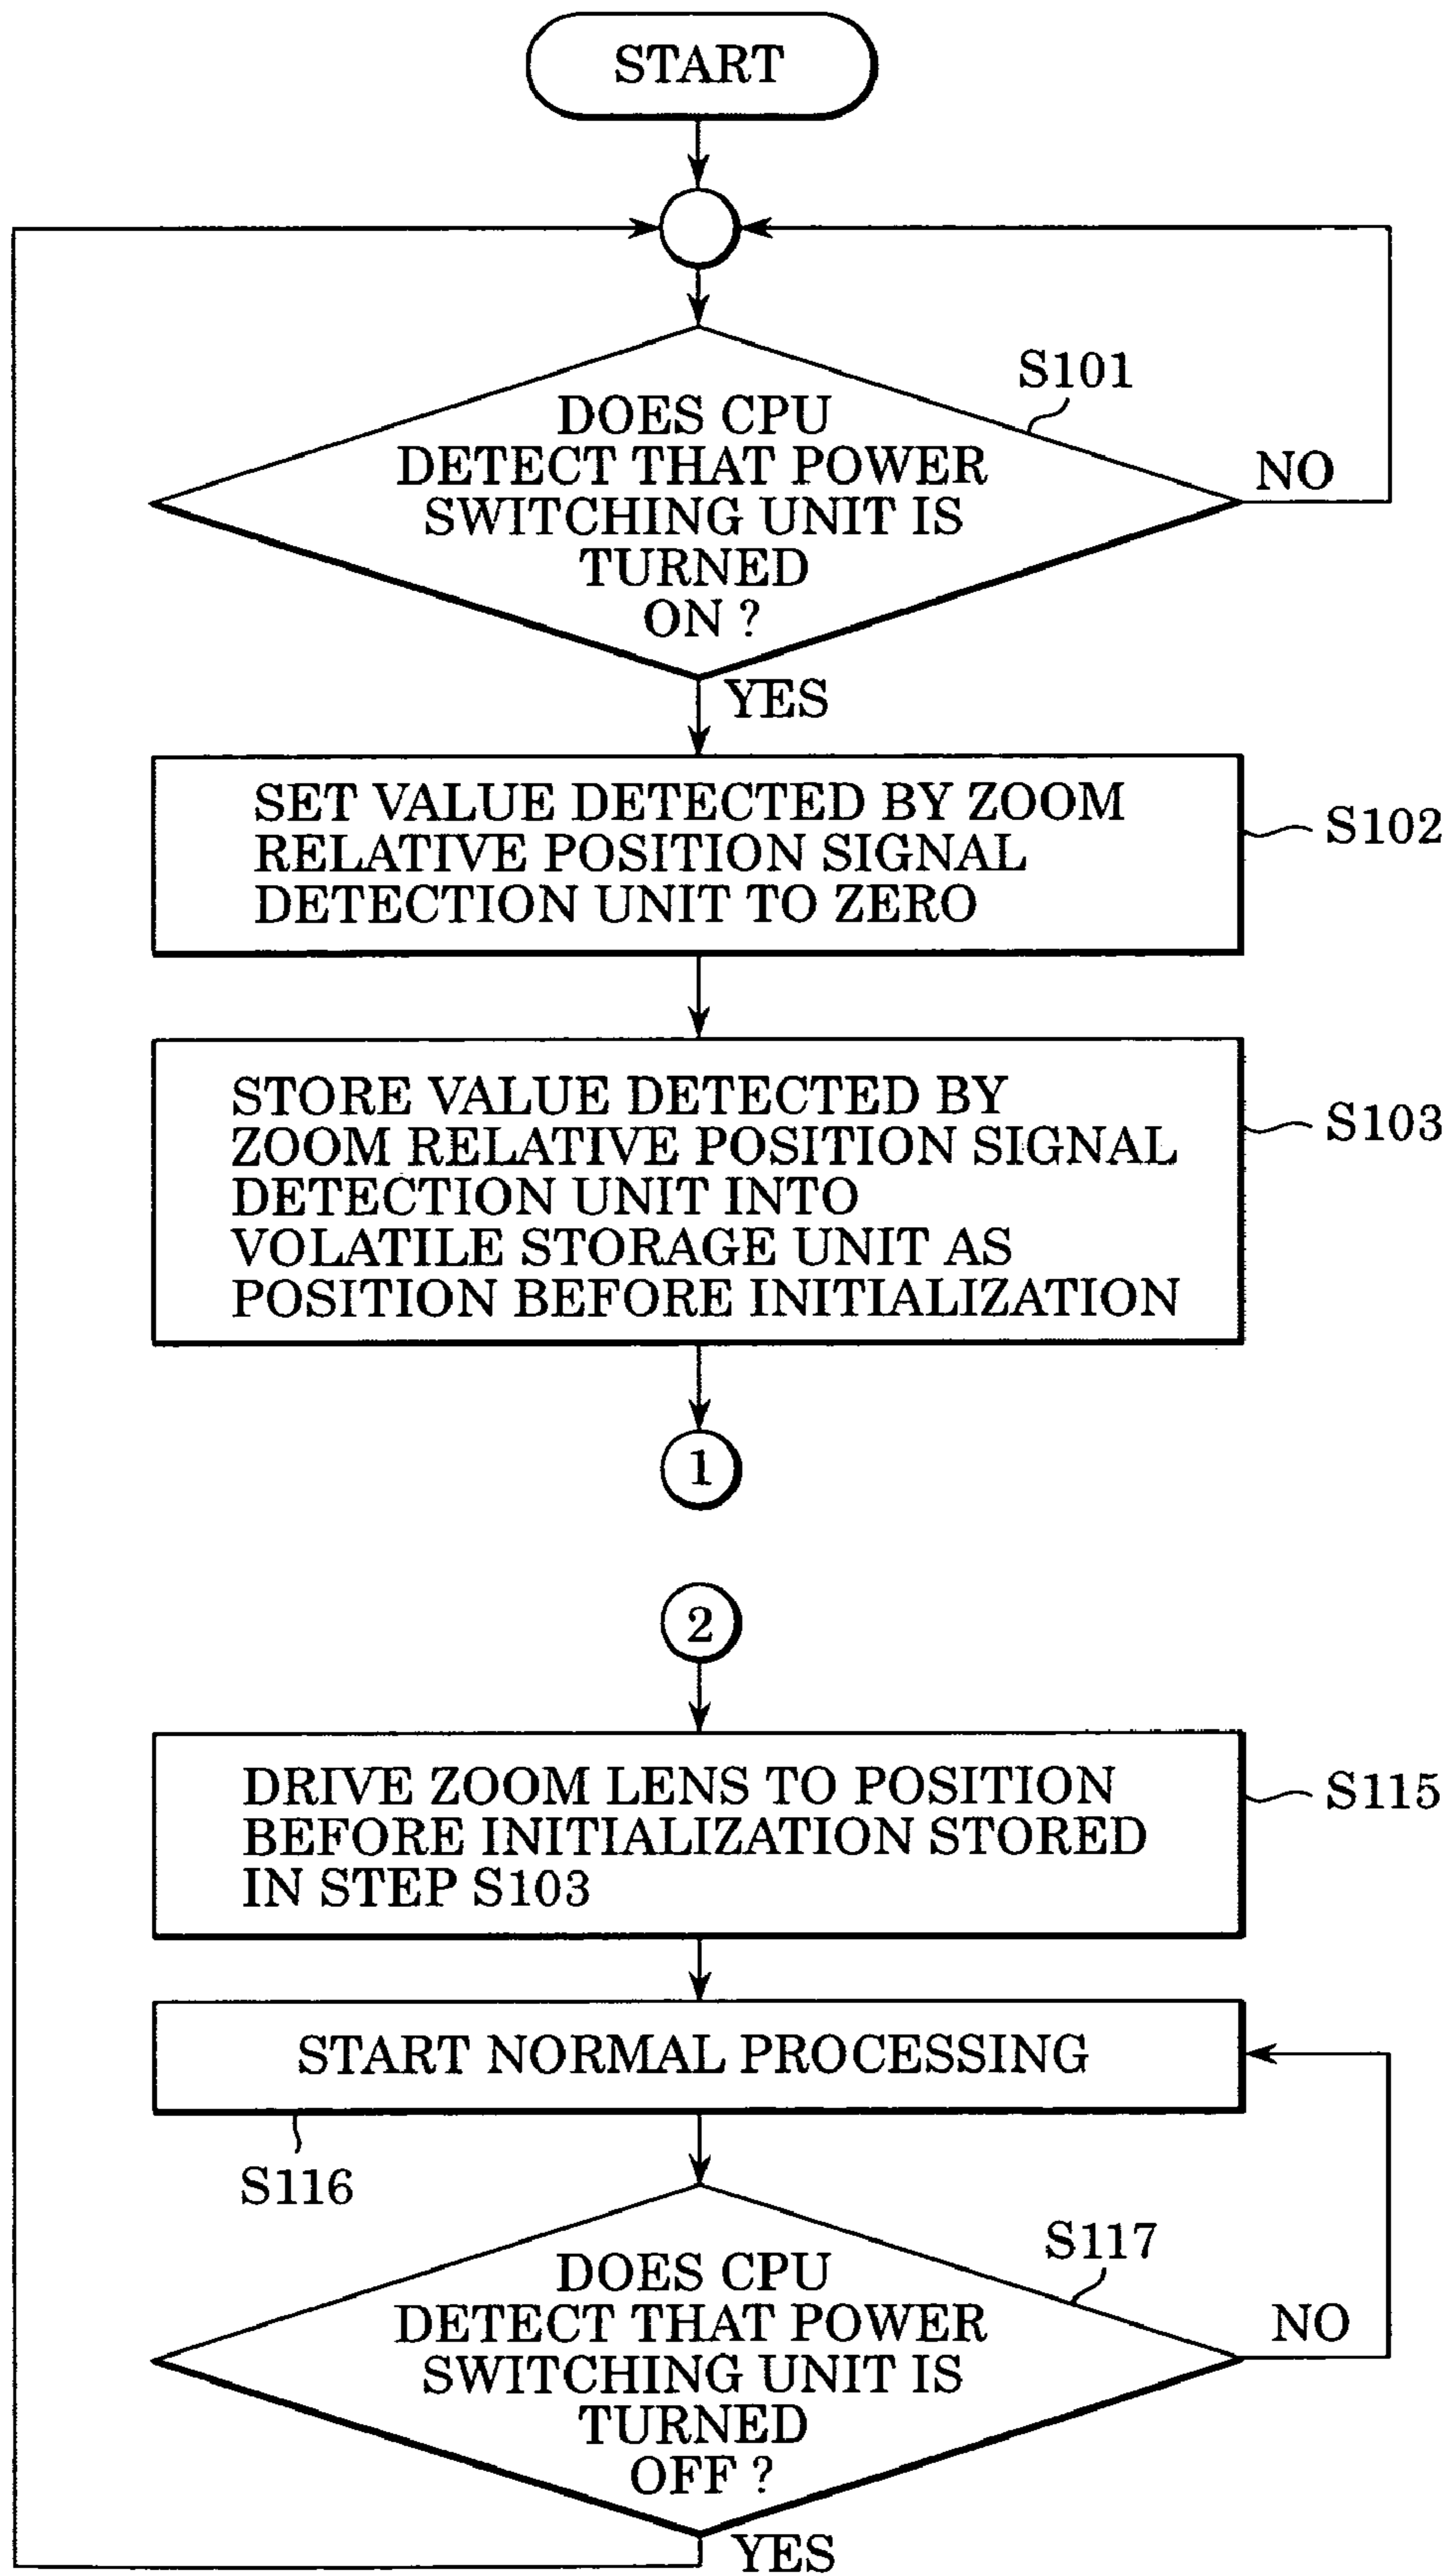 START
S101
DOES CPU
DETECT THAT POWER
SWITCHING UNIT IS
TURNED
ON ?
NO
YES
SET VALUE DETECTED BY ZOOM
RELATIVE POSITION SIGNAL
DETECTION UNIT TO ZERO
S102
STORE VALUE DETECTED BY
ZOOM RELATIVE POSITION SIGNAL
DETECTION UNIT INTO
VOLATILE STORAGE UNIT AS
POSITION BEFORE INITIALIZATION
S103
1
2
DRIVE ZOOM LENS TO POSITION
BEFORE INITIALIZATION STORED
IN STEP S103
S115
START NORMAL PROCESSING
S116
S117
DOES CPU
DETECT THAT POWER
SWITCHING UNIT IS
TURNED
OFF ?
NO
YES